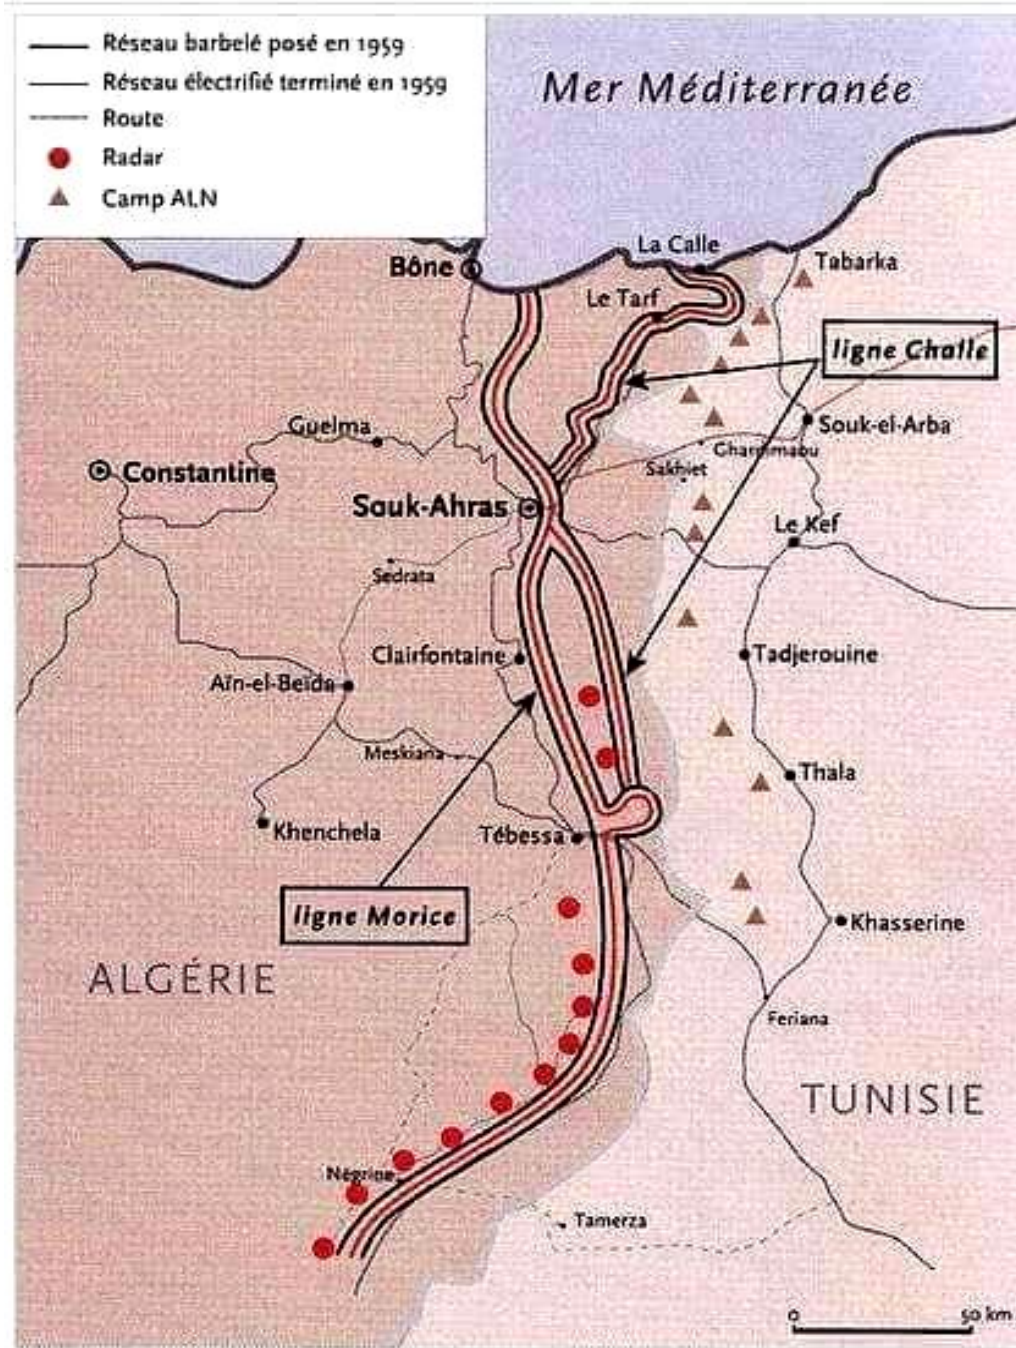 Réseau barbelé posé en 1959
Réseau électrifié terminé en 1959
Route
Radar
Camp ALN
Mer Méditerranée
La Calle
Tabarka
Bône
Le Tarf
ligne Challe
Guelma
Souk-el-Arba
Constantine
Sakhiet
Souk-Ahras
Le Kef
Sedrata
Clairfontaine
Tadjerouine
Aïn-el-Beïda
Meskiana
Thala
Khenchela
Tébessa
ligne Morice
Khasserine
ALGÉRIE
Feriana
TUNISIE
Négrine
Tamerza
0 50 km